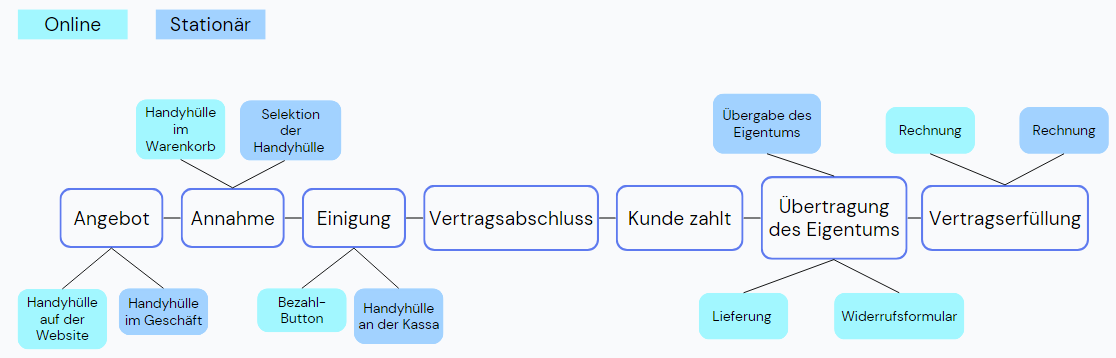 Online
Stationär
Handyhülle
im
Warenkorb
Selektion
der
Handyhülle
Übergabe des
Eigentums
Rechnung
Rechnung
Angebot
Annahme
Einigung
Vertragsabschluss
Kunde zahlt
Übertragung
des Eigentums
Vertragserfüllung
Handyhülle
auf der
Website
Handyhülle
im Geschäft
Bezahl-
Button
Handyhülle
an der Kassa
Lieferung
Widerrufsformular